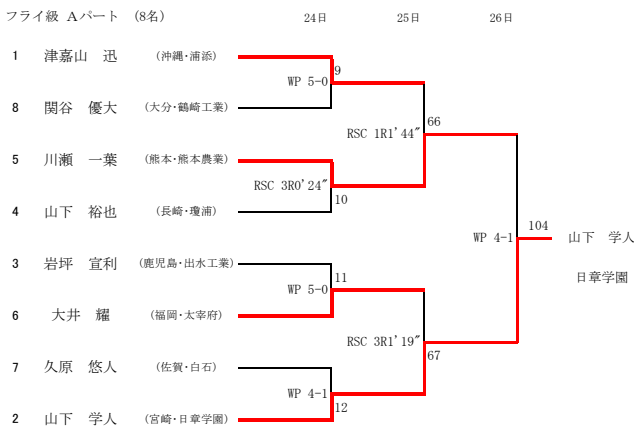 フライ級 Aパート (8名) 24日 25日 26日
1 津嘉山 迅 (沖縄・浦添)
9
WP 5-0
8 関谷 優大 (大分・鶴崎工業)
66
RSC 1R1'44"
5 川瀬 一葉 (熊本・熊本農業)
RSC 3R0'24"
10
4 山下 裕也 (長崎・瓊浦)
104
WP 4-1
山下 学人
日章学園
3 岩坪 宣利 (鹿児島・出水工業)
11
WP 5-0
6 大井 耀 (福岡・太宰府)
RSC 3R1'19"
67
7 久原 悠人 (佐賀・白石)
WP 4-1
12
2 山下 学人 (宮崎・日章学園)